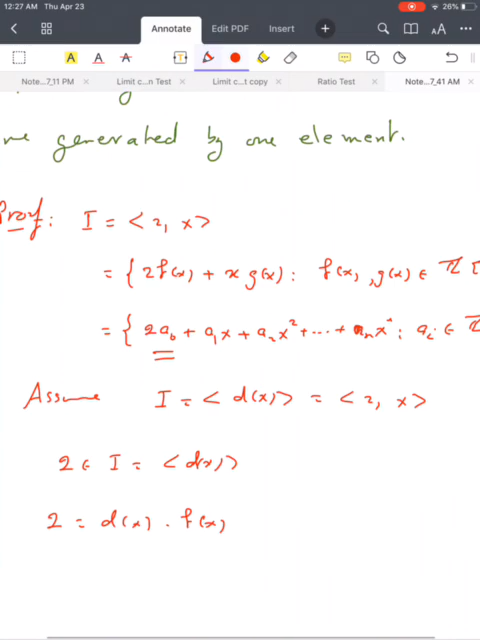 12:27 AM Thu Apr 23
26%
Annotate Edit PDF Insert
Note...7_11 PM Limit c...n Test Limit c...t copy Ratio Test Note...7_41 AM
generated by one element.
Proof: I = < 2, x >
= { 2f(x) + x g(x) : f(x), g(x) ∈ ℤ [
= { 2a₀ + a₁x + a₂x² + ... + aₙxⁿ : aᵢ ∈ ℤ
Assume I = < d(x) > = < 2, x >
2 ∈ I = < d(x) >
2 = d(x) . f(x)